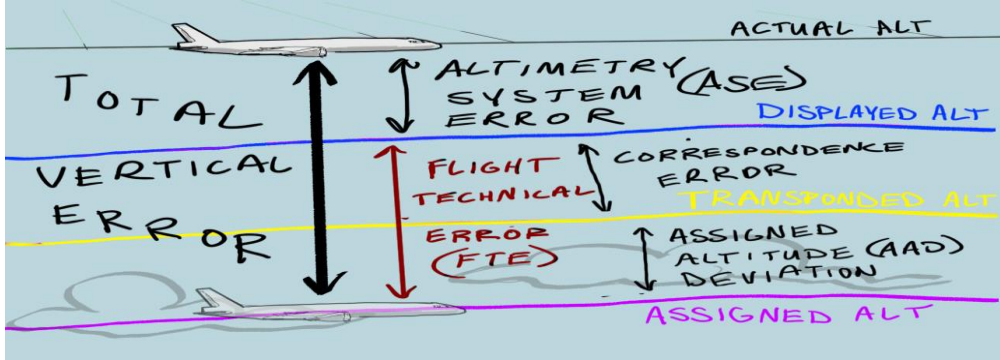 ACTUAL ALT
TOTAL
VERTICAL
ERROR
ALTIMETRY
SYSTEM (ASE)
ERROR
DISPLAYED ALT
FLIGHT
TECHNICAL
ERROR
(FTE)
CORRESPONDENCE
ERROR
TRANSPONDED ALT
ASSIGNED
ALTITUDE (AAD)
DEVIATION
ASSIGNED ALT